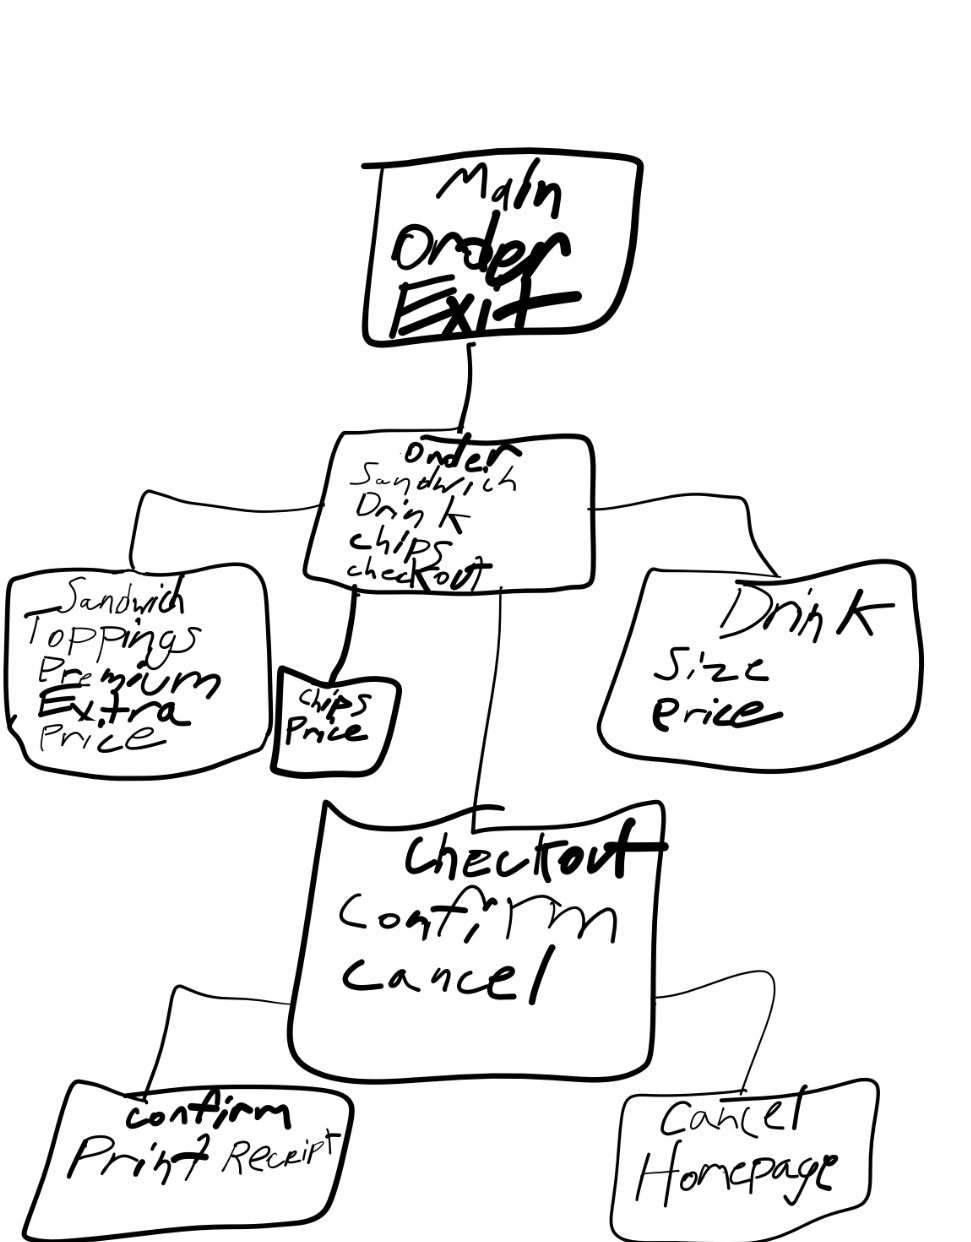 Main
Order
Exit
Order
Sandwich
Drink
chips
checkout
Sandwich
Toppings
Premium
Extra
Price
chips
Price
Drink
Size
Price
Checkout
Confirm
Cancel
Confirm
Print Receipt
Cancel
Homepage